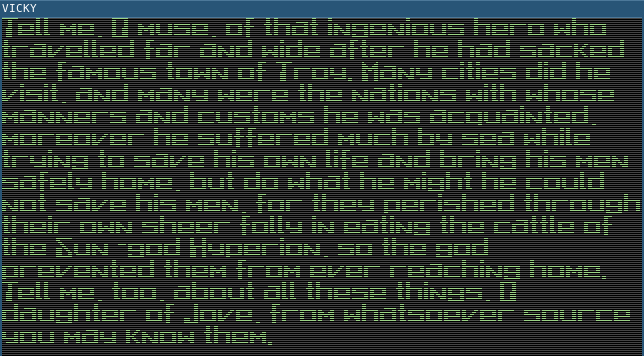 VICKY
Tell me, O muse, of that ingenious hero who
travelled far and wide after he had sacked
the famous town of Troy. Many cities did he
visit, and many were the nations with whose
manners and customs he was acquainted,
moreover he suffered much by sea while
trying to save his own life and bring his men
safely home, but do what he might he could
not save his men, for they perished through
their own sheer folly in eating the cattle of
the Sun-god Hyperion, so the god
prevented them from ever reaching home.
Tell me, too, about all these things, O
daughter of Jove, from whatsoever source
you may know them.